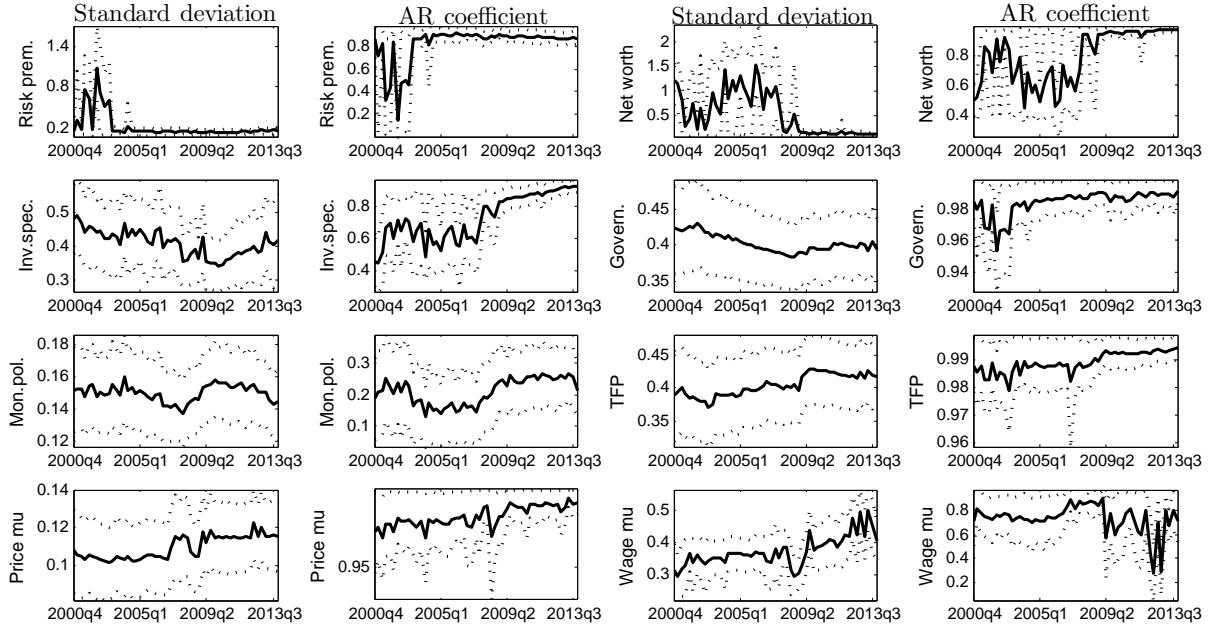 Standard deviation AR coefficient Standard deviation AR coefficient
Risk prem.
1.4
0.8
0.2
2000q4 2005q1 2009q2 2013q3
Risk prem.
0.8
0.6
0.4
0.2
2000q4 2005q1 2009q2 2013q3
Net worth
2
1.5
1
0.5
2000q4 2005q1 2009q2 2013q3
Net worth
0.8
0.6
0.4
2000q4 2005q1 2009q2 2013q3
Inv.spec.
0.5
0.4
0.3
2000q4 2005q1 2009q2 2013q3
Inv.spec.
0.8
0.6
0.4
2000q4 2005q1 2009q2 2013q3
Govern.
0.45
0.4
0.35
2000q4 2005q1 2009q2 2013q3
Govern.
0.98
0.96
0.94
2000q4 2005q1 2009q2 2013q3
Mon.pol.
0.18
0.16
0.14
0.12
2000q4 2005q1 2009q2 2013q3
Mon.pol.
0.3
0.2
0.1
2000q4 2005q1 2009q2 2013q3
TFP
0.45
0.4
0.35
2000q4 2005q1 2009q2 2013q3
TFP
0.99
0.98
0.97
0.96
2000q4 2005q1 2009q2 2013q3
Price mu
0.14
0.12
0.1
2000q4 2005q1 2009q2 2013q3
Price mu
0.95
2000q4 2005q1 2009q2 2013q3
Wage mu
0.5
0.4
0.3
2000q4 2005q1 2009q2 2013q3
Wage mu
0.8
0.6
0.4
0.2
2000q4 2005q1 2009q2 2013q3